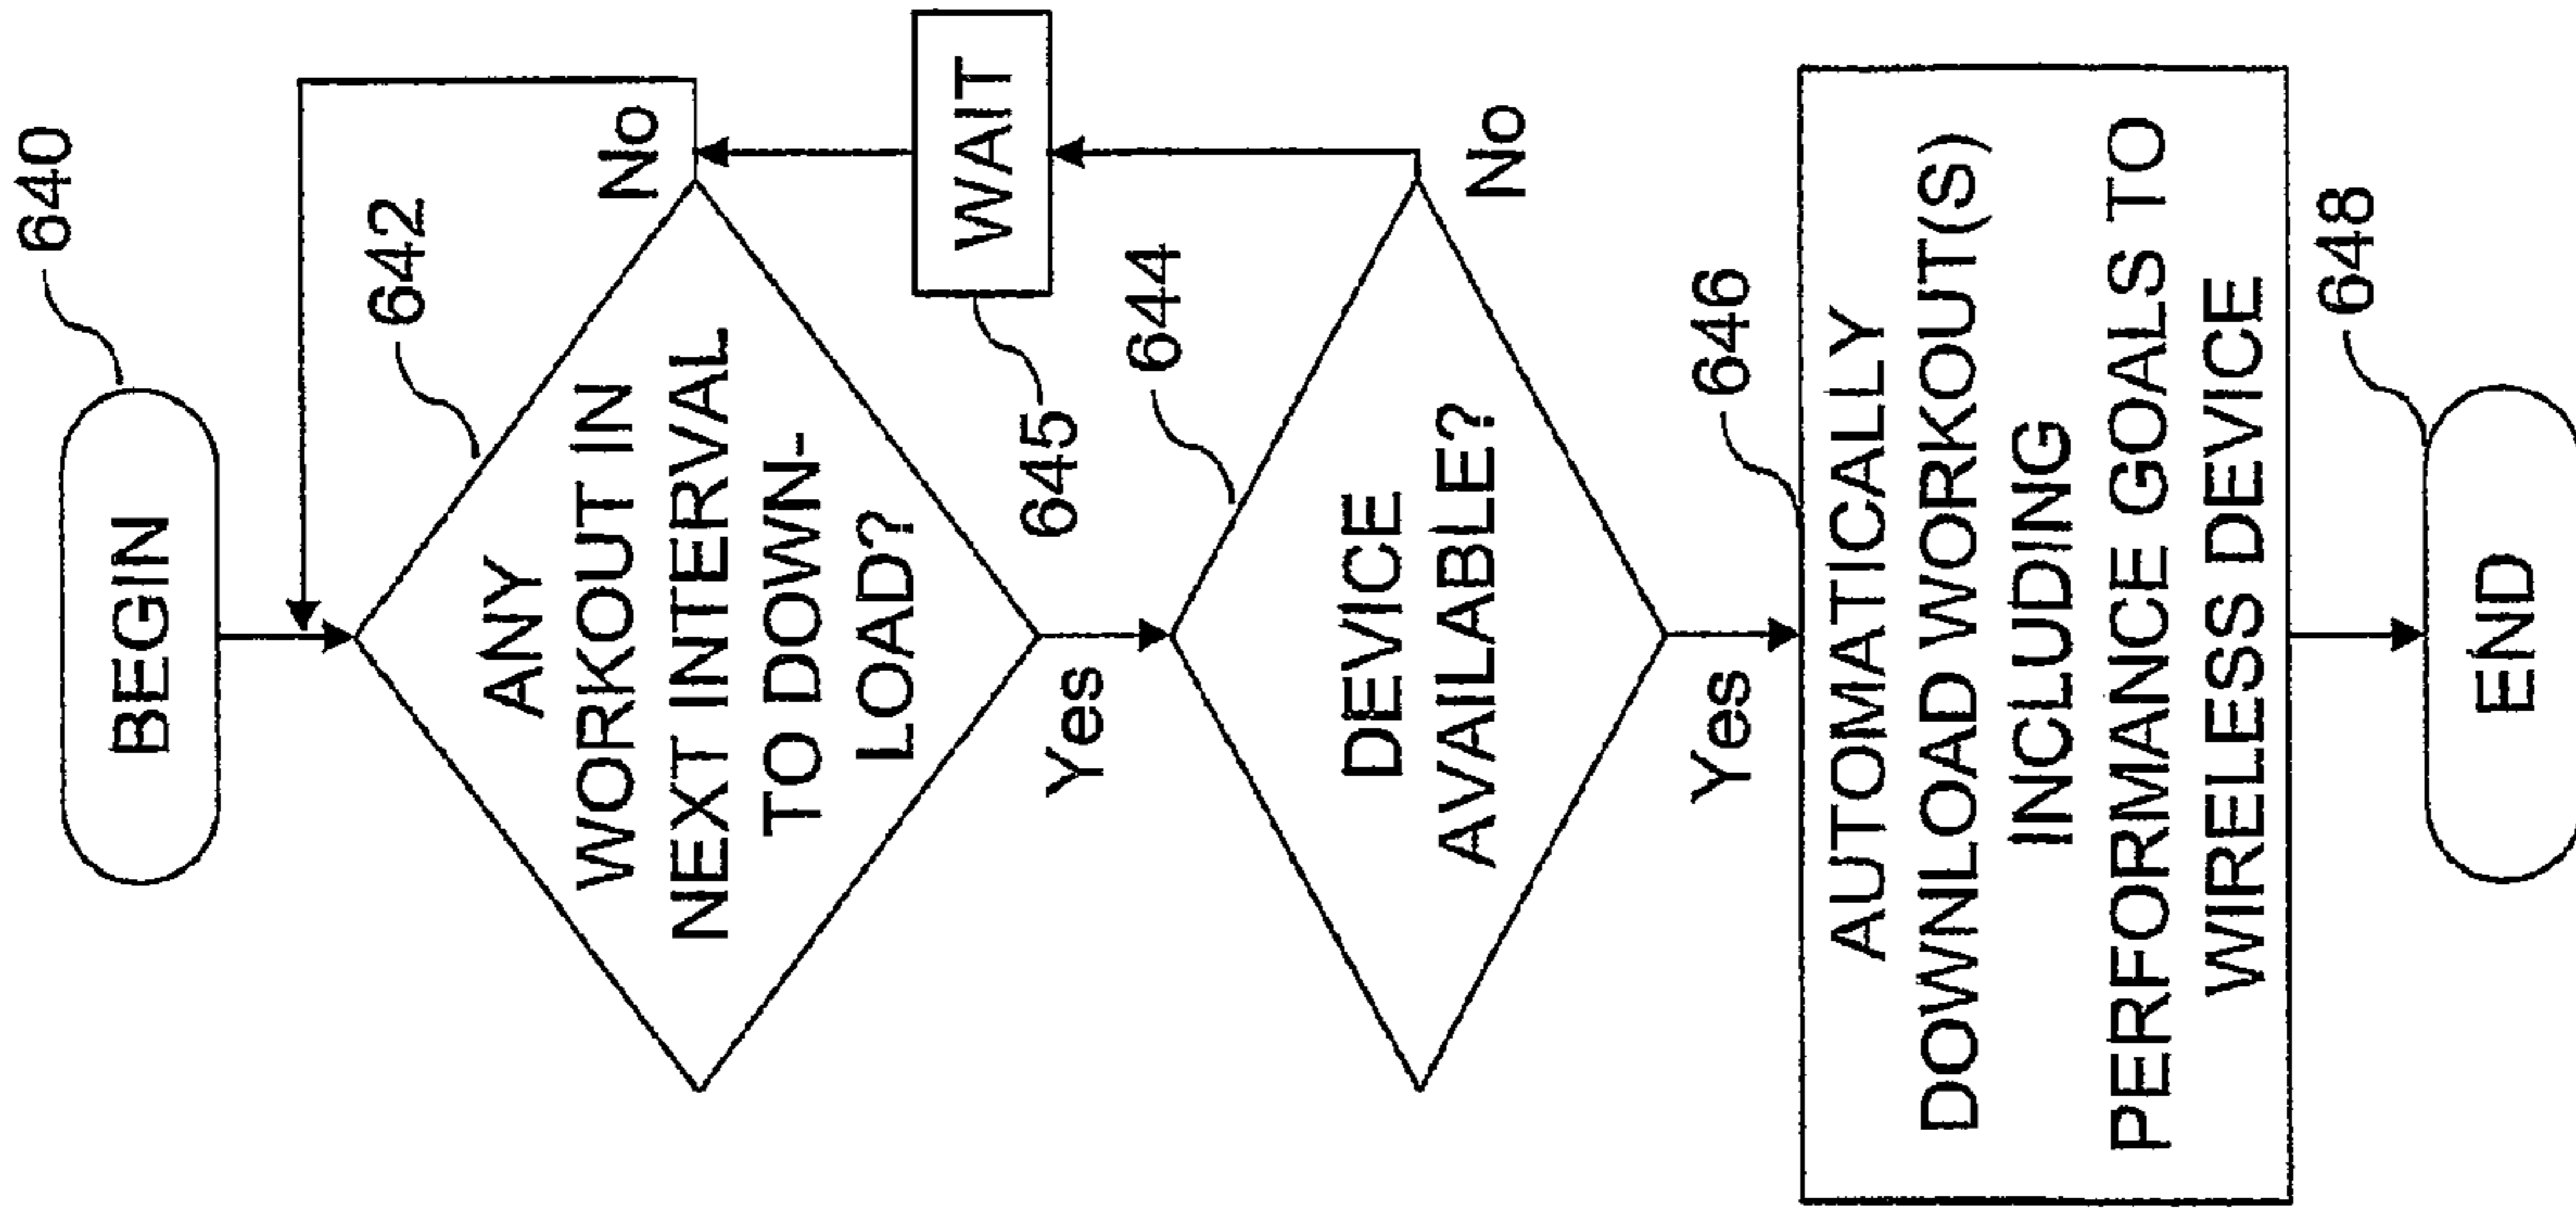 640
BEGIN
642
ANY
WORKOUT IN
NEXT INTERVAL
TO DOWN-
LOAD?
No
Yes
WAIT
645
644
DEVICE
AVAILABLE?
No
Yes
646
AUTOMATICALLY
DOWNLOAD WORKOUT(S)
INCLUDING
PERFORMANCE GOALS TO
WIRELESS DEVICE
648
END